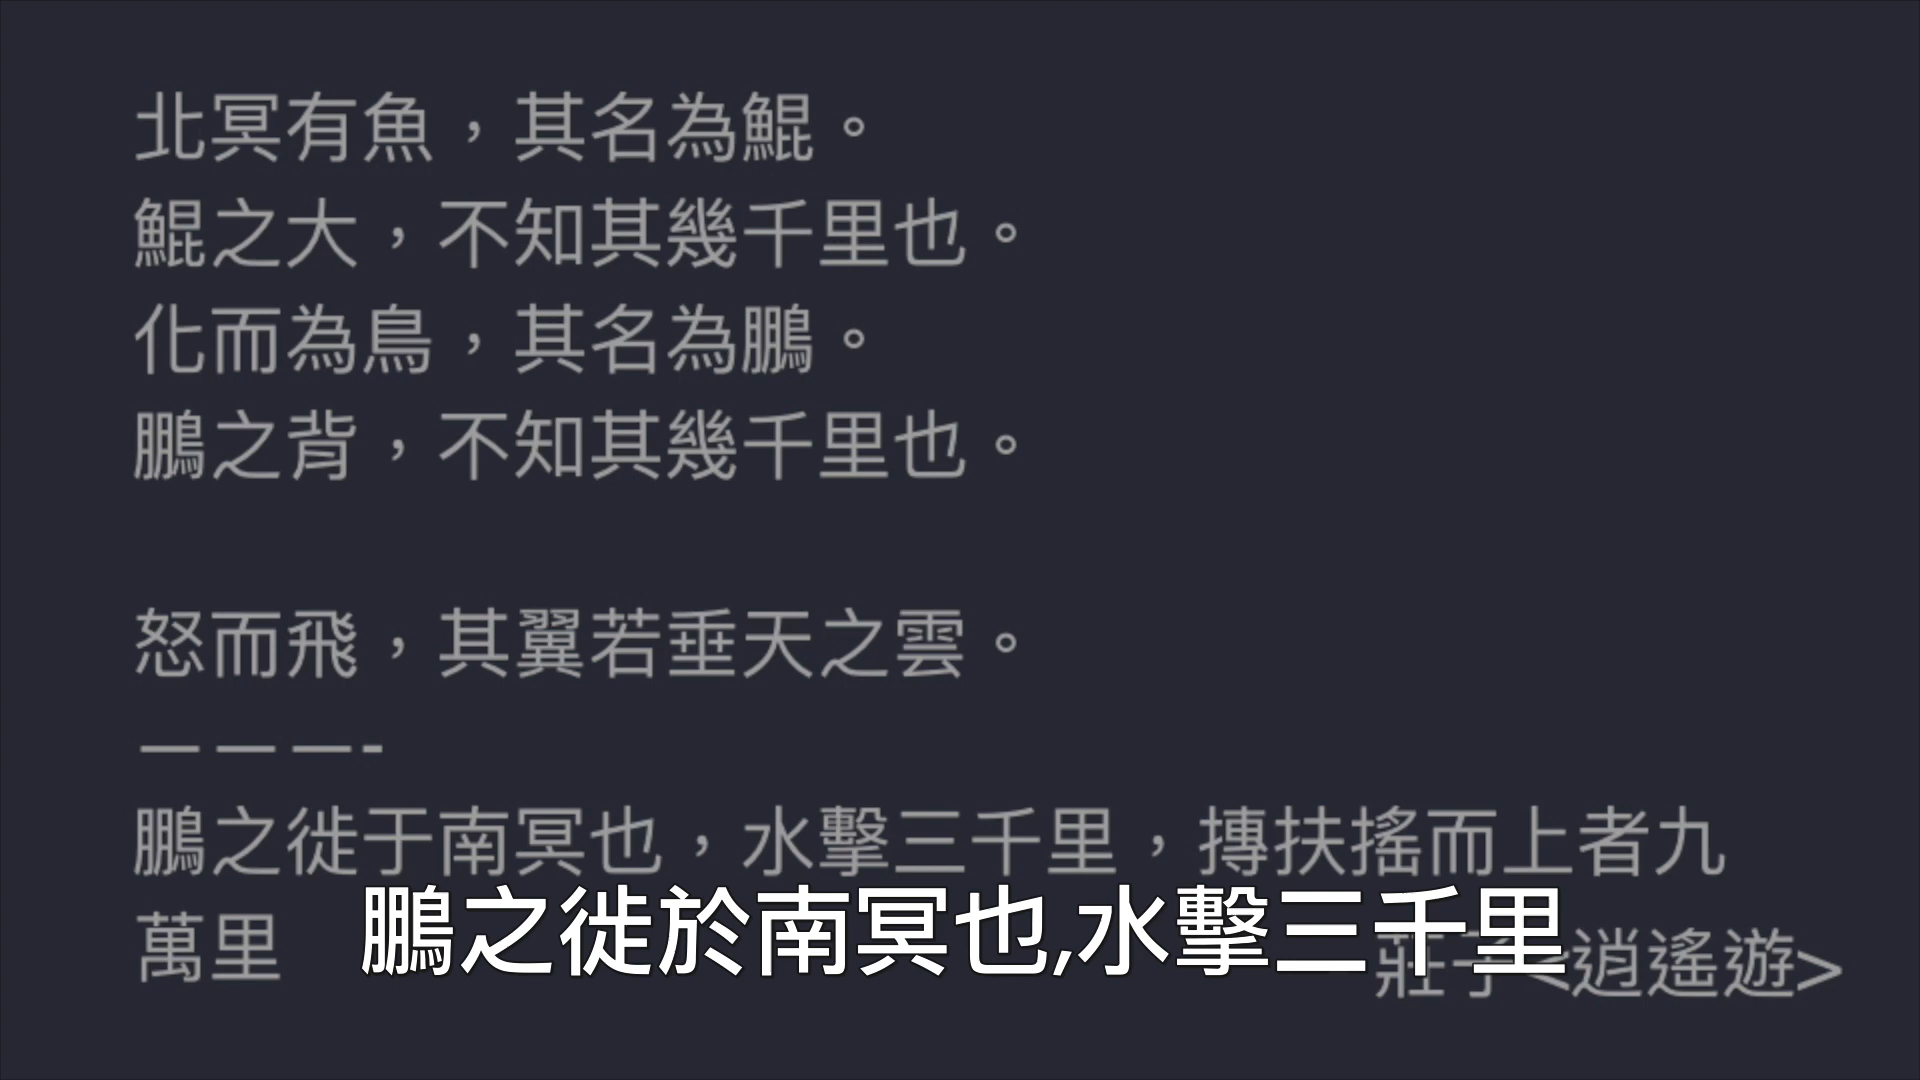 北冥有魚，其名為鯤。
鯤之大，不知其幾千里也。
化而為鳥，其名為鵬。
鵬之背，不知其幾千里也。
怒而飛，其翼若垂天之雲。
———-
鵬之徙于南冥也，水擊三千里，摶扶搖而上者九
萬里
鵬之徙於南冥也,水擊三千里
莊子<逍遙遊>